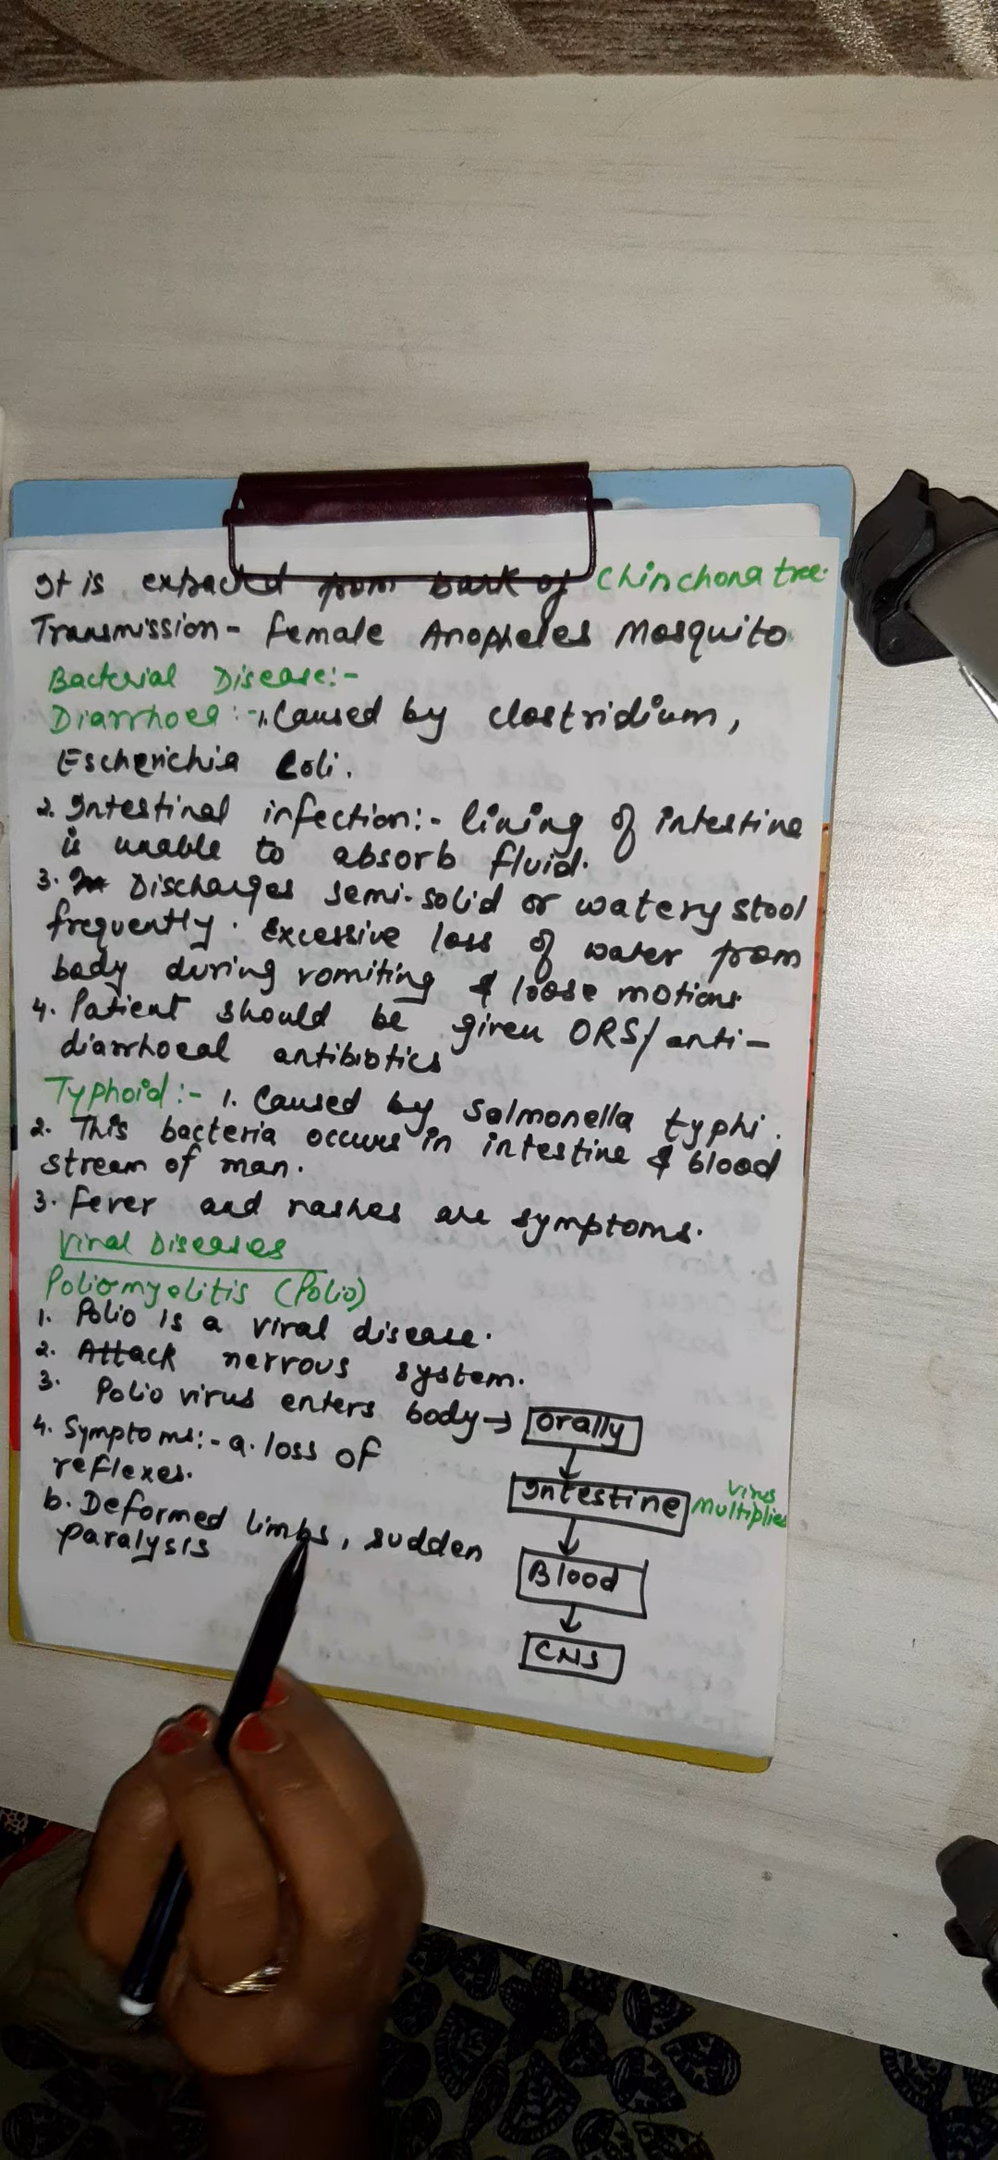 It is extracted from bark of Chinchona tree.
Transmission - female Anopheles Mosquito
Bacterial Disease:-
Diarrhoea:- 1. Caused by clostridium,
Escherichia Coli.
2. Intestinal infection:- lining of intestine
is unable to absorb fluid.
3. Discharges semi-solid or watery stool
frequently. Excessive loss of water from
body during vomiting & loose motions.
4. Patient should be given ORS/anti-
diarrhoeal antibiotics
Typhoid:- 1. Caused by Salmonella typhi.
2. This bacteria occurs in intestine & blood
stream of man.
3. Fever and rashes are symptoms.
Viral Diseases
Poliomyelitis (Polio)
1. Polio is a viral disease.
2. Attack nervous system.
3. Polio virus enters body → Orally
4. Symptoms:- a. loss of
reflexes.
Intestine virus
multiplies
b. Deformed limbs, sudden
paralysis
Blood
CNS